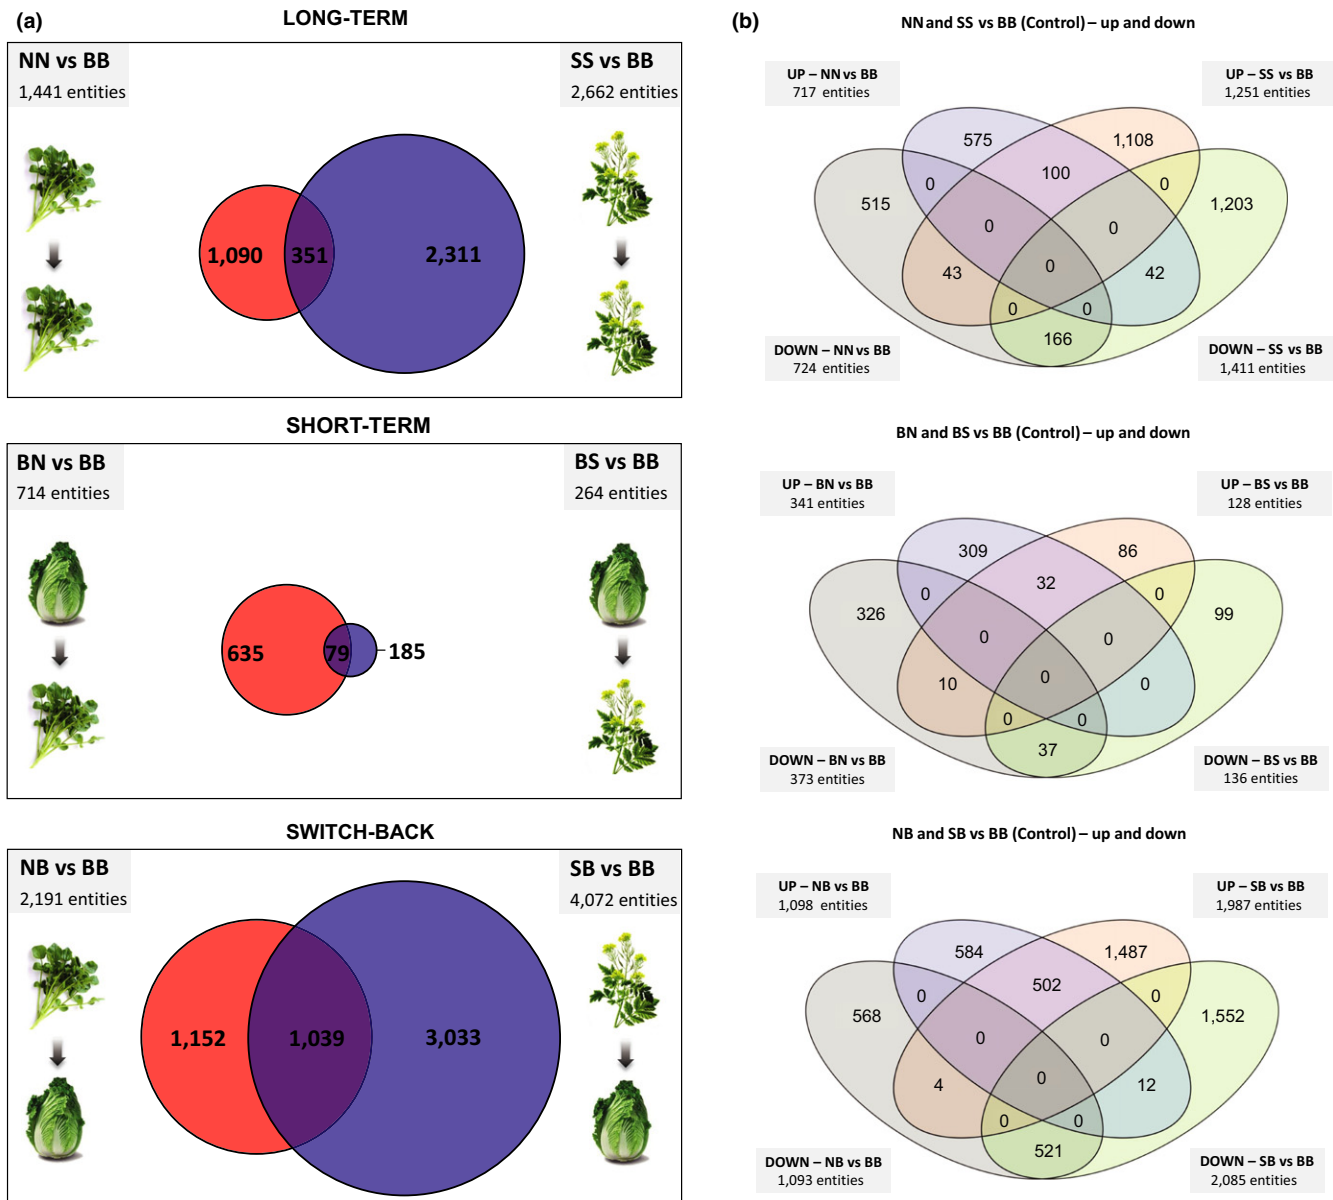 (a)
LONG-TERM
NN vs BB
1,441 entities
SS vs BB
2,662 entities
1,090
351
2,311
SHORT-TERM
BN vs BB
714 entities
BS vs BB
264 entities
635
79
185
SWITCH-BACK
NB vs BB
2,191 entities
SB vs BB
4,072 entities
1,152
1,039
3,033
(b)
NN and SS vs BB (Control) – up and down
UP – NN vs BB
717 entities
UP – SS vs BB
1,251 entities
575
1,108
100
0
0
515
1,203
0
0
43
0
42
0
0
166
DOWN – NN vs BB
724 entities
DOWN – SS vs BB
1,411 entities
BN and BS vs BB (Control) – up and down
UP – BN vs BB
341 entities
UP – BS vs BB
128 entities
309
86
32
0
0
326
99
0
0
10
0
0
0
0
37
DOWN – BN vs BB
373 entities
DOWN – BS vs BB
136 entities
NB and SB vs BB (Control) – up and down
UP – NB vs BB
1,098 entities
UP – SB vs BB
1,987 entities
584
1,487
502
0
0
568
1,552
0
0
4
0
12
0
0
521
DOWN – NB vs BB
1,093 entities
DOWN – SB vs BB
2,085 entities